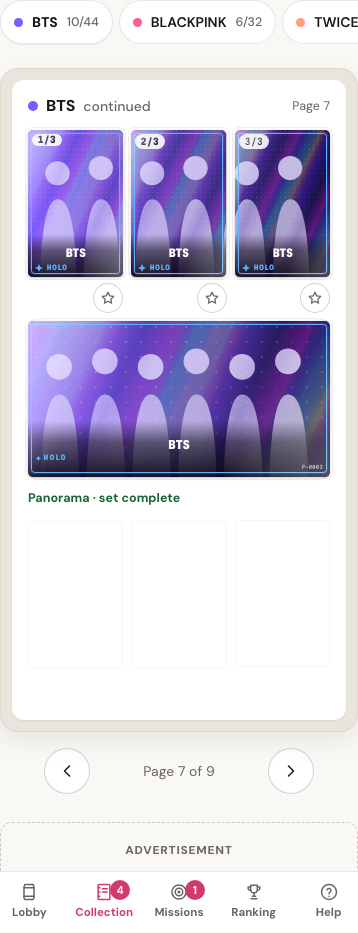 BTS 10/44 BLACKPINK 6/32 TWICE
BTS continued Page 7
1/3 2/3 3/3
BTS BTS BTS
HOLO HOLO HOLO
BTS
HOLO
P-0003
Panorama · set complete
Page 7 of 9
ADVERTISEMENT
4 1
Lobby Collection Missions Ranking Help